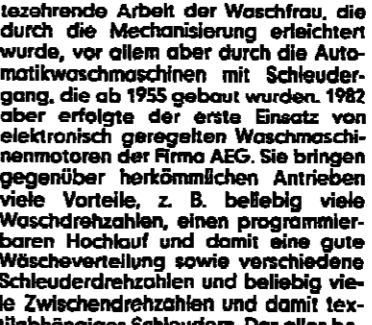 tezehrende Arbeit der Waschfrau, die
durch die Mechanisierung erleichtert
wurde, vor allem aber durch die Auto-
matikwaschmaschinen mit Schleuder-
gang, die ab 1955 gebaut wurden. 1982
aber erfolgte der erste Einsatz von
elektronisch geregelten Waschmaschi-
nenmotoren der Firma AEG. Sie bringen
gegenüber herkömmlichen Antrieben
viele Vorteile, z. B. beliebig viele
Waschdrehzahlen, einen programmier-
baren Hochlauf und damit eine gute
Wäscheverteilung sowie verschiedene
Schleuderdrehzahlen und beliebig vie-
le Zwischendrehzahlen und damit tex-